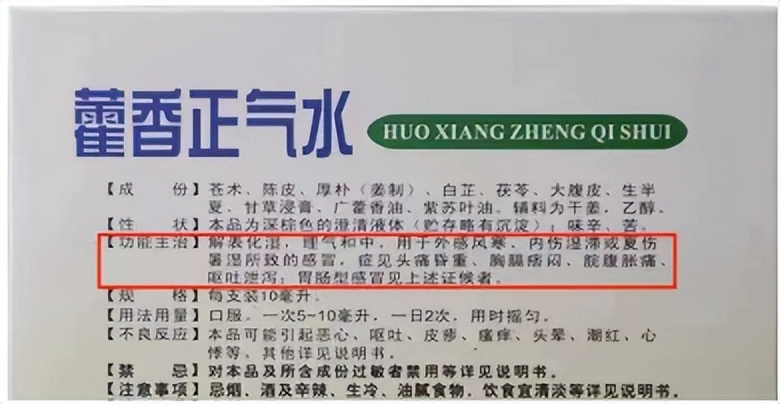 藿香正气水
HUO XIANG ZHENG QI SHUI
【成　份】苍术、陈皮、厚朴（姜制）、白芷、茯苓、大腹皮、生半
夏、甘草浸膏、广藿香油、紫苏叶油。辅料为干姜，乙醇。
【性　状】本品为深棕色的澄清液体（贮存略有沉淀）；味辛、苦。
【功能主治】解表化湿，理气和中，用于外感风寒、内伤湿滞或夏伤
暑湿所致的感冒，症见头痛昏重、胸膈痞闷、脘腹胀痛、
呕吐泄泻；胃肠型感冒见上述证候者。
【规　格】每支装10毫升。
【用法用量】口服。一次5~10毫升，一日2次，用时摇匀。
【不良反应】本品可能引起恶心、呕吐、皮疹、瘙痒、头晕、潮红、心
悸等，其他详见说明书。
【禁　忌】对本品及所含成份过敏者禁用等详见说明书。
【注意事项】忌烟、酒及辛辣、生冷、油腻食物，饮食宜清淡等详见说明书。